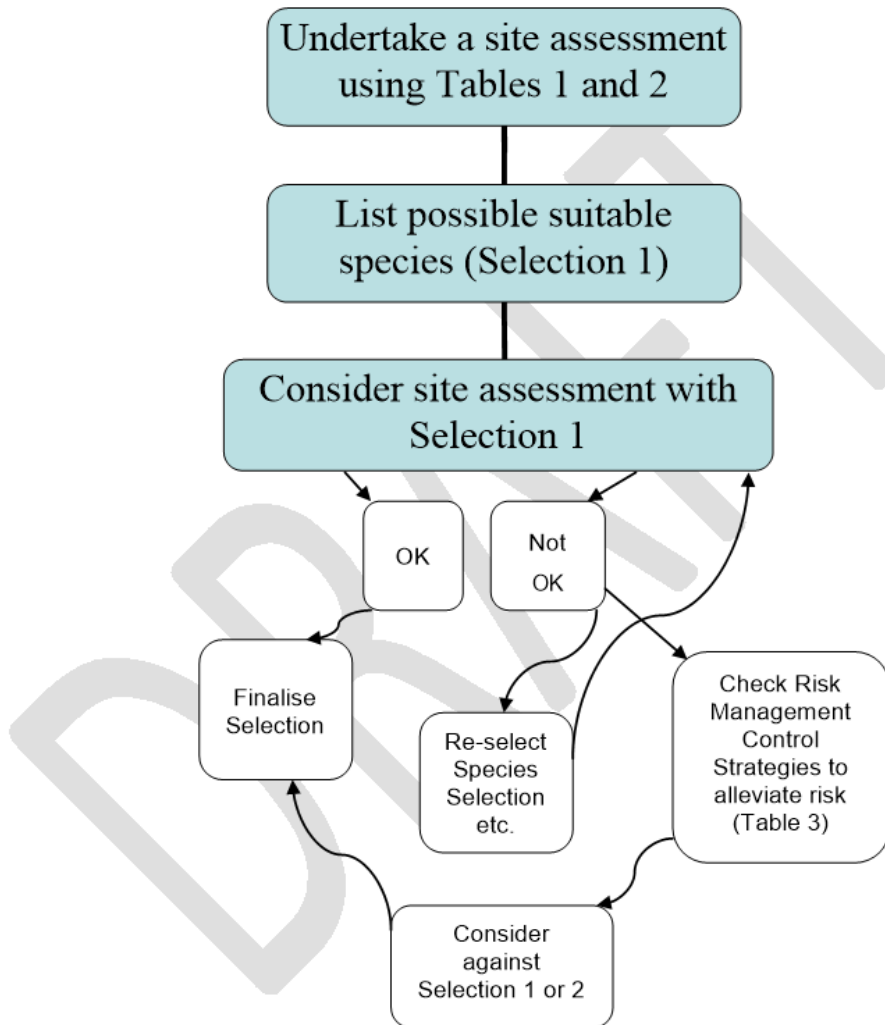 Undertake a site assessment
using Tables 1 and 2
List possible suitable
species (Selection 1)
Consider site assessment with
Selection 1
OK
Not
OK
Finalise
Selection
Re-select
Species
Selection
etc.
Check Risk
Management
Control
Strategies to
alleviate risk
(Table 3)
Consider
against
Selection 1 or 2
DRAFT